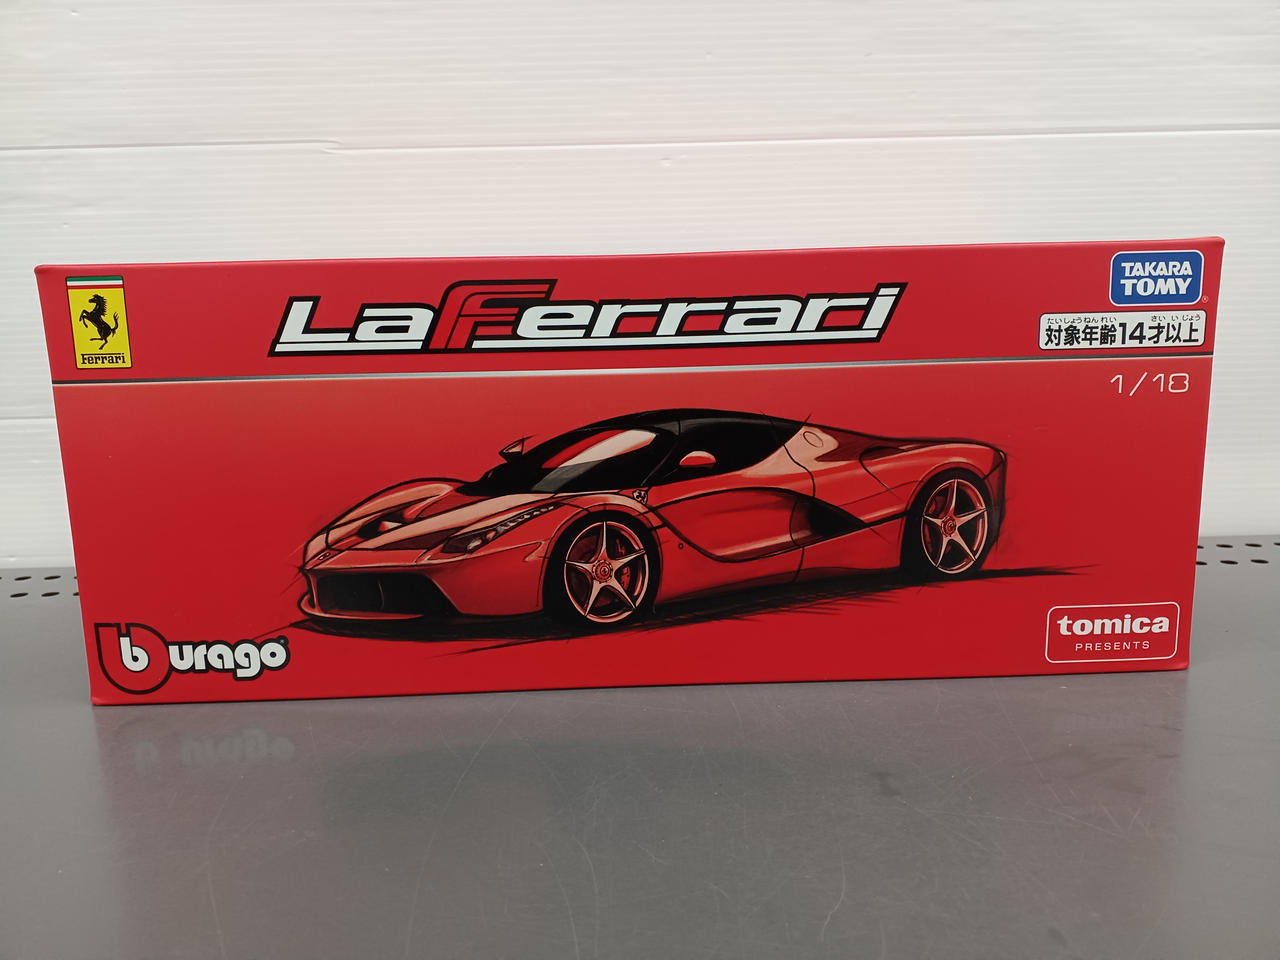 Ferrari
LaFerrari
TAKARA
TOMY
®
たいしょうねんれい さい いじょう
対象年齢14才以上
1/18
burago®
tomica
PRESENTS